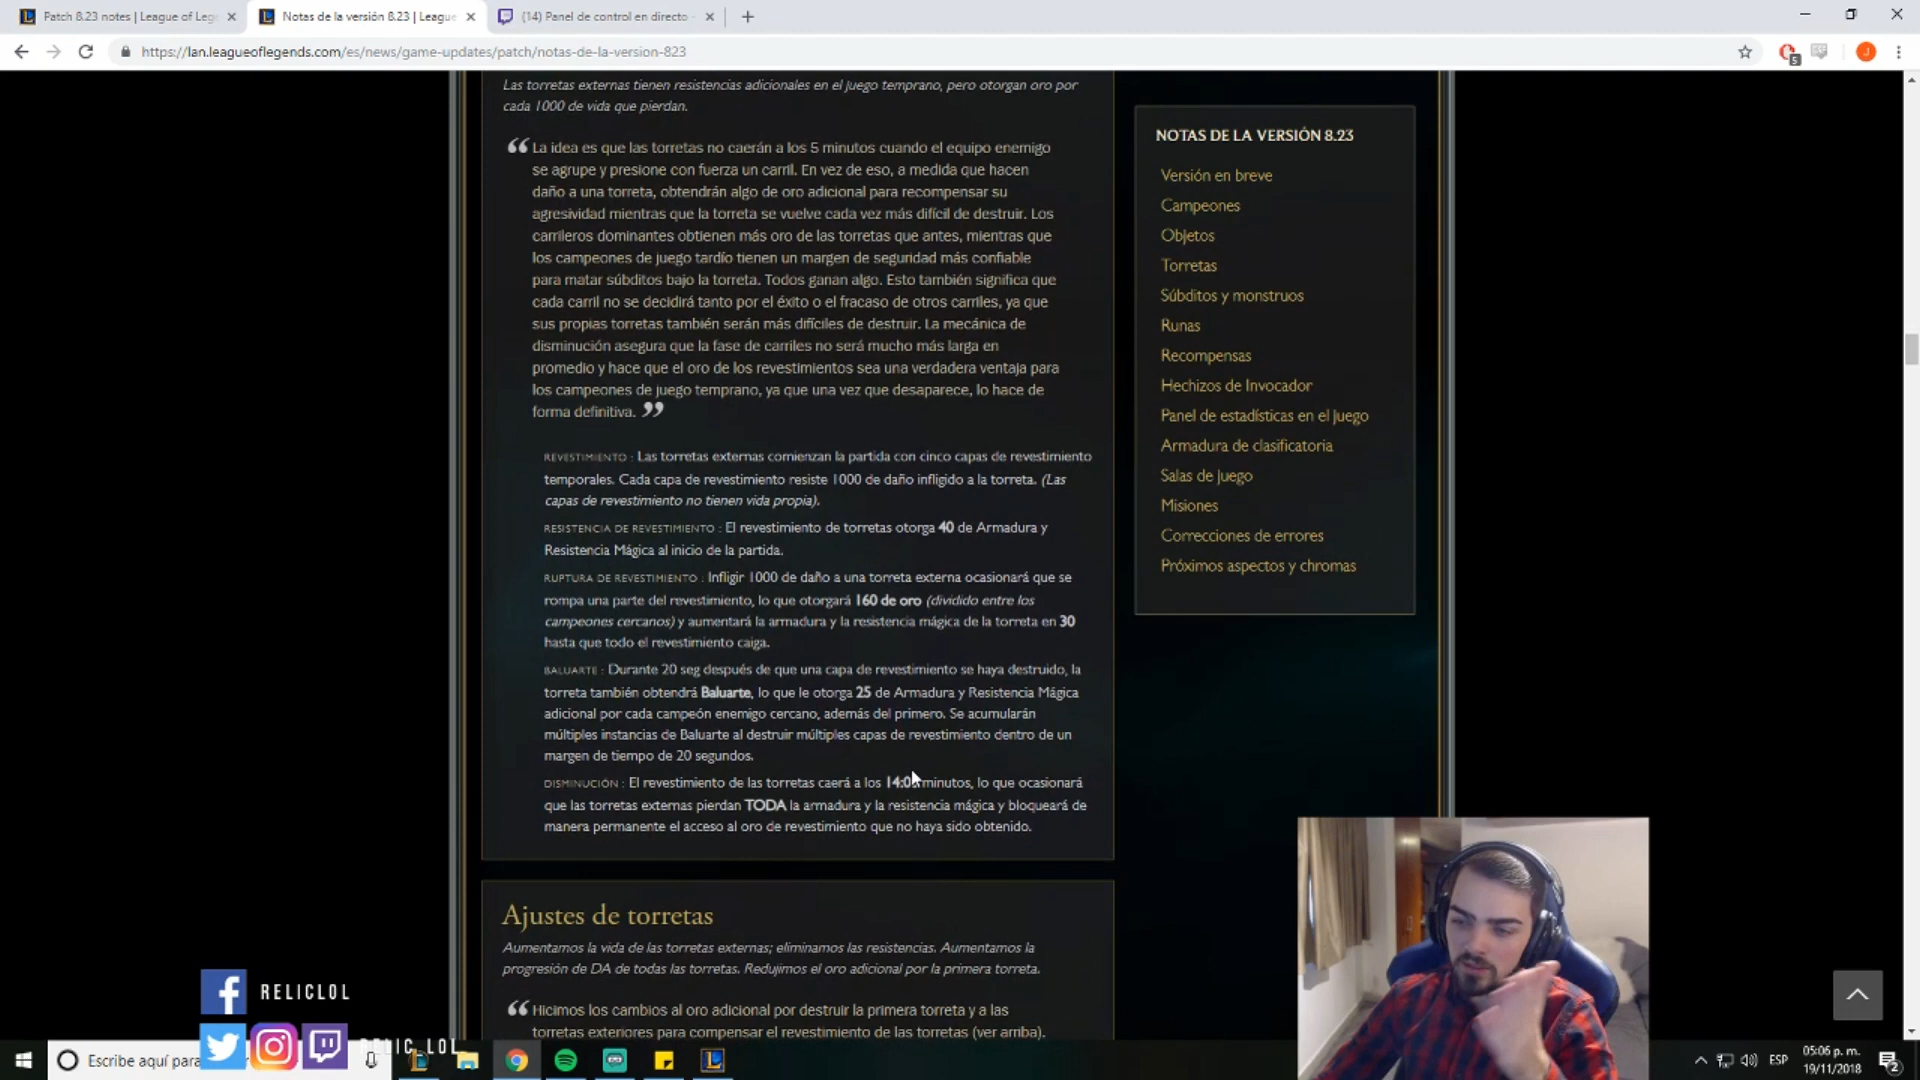 Patch 8.23 notes | League of Leg
Notas de la versión 8.23 | League
(14) Panel de control en directo
https://lan.leagueoflegends.com/es/news/game-updates/patch/notas-de-la-version-823
5
J
Las torretas externas tienen resistencias adicionales en el juego temprano, pero otorgan oro por
cada 1000 de vida que pierdan.
“ La idea es que las torretas no caerán a los 5 minutos cuando el equipo enemigo
se agrupe y presione con fuerza un carril. En vez de eso, a medida que hacen
daño a una torreta, obtendrán algo de oro adicional para recompensar su
agresividad mientras que la torreta se vuelve cada vez más difícil de destruir. Los
carrileros dominantes obtienen más oro de las torretas que antes, mientras que
los campeones de juego tardío tienen un margen de seguridad más confiable
para matar súbditos bajo la torreta. Todos ganan algo. Esto también significa que
cada carril no se decidirá tanto por el éxito o el fracaso de otros carriles, ya que
sus propias torretas también serán más difíciles de destruir. La mecánica de
disminución asegura que la fase de carriles no será mucho más larga en
promedio y hace que el oro de los revestimientos sea una verdadera ventaja para
los campeones de juego temprano, ya que una vez que desaparece, lo hace de
forma definitiva. ”
REVESTIMIENTO : Las torretas externas comienzan la partida con cinco capas de revestimiento
temporales. Cada capa de revestimiento resiste 1000 de daño infligido a la torreta. (Las
capas de revestimiento no tienen vida propia).
RESISTENCIA DE REVESTIMIENTO : El revestimiento de torretas otorga 40 de Armadura y
Resistencia Mágica al inicio de la partida.
RUPTURA DE REVESTIMIENTO : Infligir 1000 de daño a una torreta externa ocasionará que se
rompa una parte del revestimiento, lo que otorgará 160 de oro (dividido entre los
campeones cercanos) y aumentará la armadura y la resistencia mágica de la torreta en 30
hasta que todo el revestimiento caiga.
BALUARTE : Durante 20 seg después de que una capa de revestimiento se haya destruido, la
torreta también obtendrá Baluarte, lo que le otorga 25 de Armadura y Resistencia Mágica
adicional por cada campeón enemigo cercano, además del primero. Se acumularán
múltiples instancias de Baluarte al destruir múltiples capas de revestimiento dentro de un
margen de tiempo de 20 segundos.
DISMINUCIÓN : El revestimiento de las torretas caerá a los 14:0 minutos, lo que ocasionará
que las torretas externas pierdan TODA la armadura y la resistencia mágica y bloqueará de
manera permanente el acceso al oro de revestimiento que no haya sido obtenido.
Ajustes de torretas
Aumentamos la vida de las torretas externas; eliminamos las resistencias. Aumentamos la
progresión de DA de todas las torretas. Redujimos el oro adicional por la primera torreta.
“ Hicimos los cambios al oro adicional por destruir la primera torreta y a las
torretas exteriores para compensar el revestimiento de las torretas (ver arriba).
NOTAS DE LA VERSIÓN 8.23
Versión en breve
Campeones
Objetos
Torretas
Súbditos y monstruos
Runas
Recompensas
Hechizos de Invocador
Panel de estadísticas en el juego
Armadura de clasificatoria
Salas de juego
Misiones
Correcciones de errores
Próximos aspectos y chromas
RELICLOL
RELIC_LOL
Escribe aquí para
ESP
05:06 p. m.
19/11/2018
2